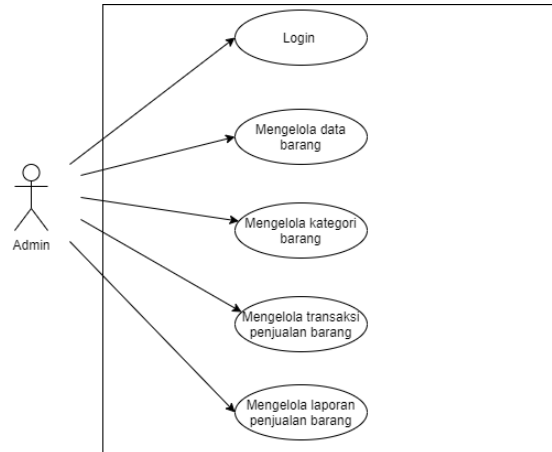 Login
Mengelola data
barang
Admin
Mengelola kategori
barang
Mengelola transaksi
penjualan barang
Mengelola laporan
penjualan barang